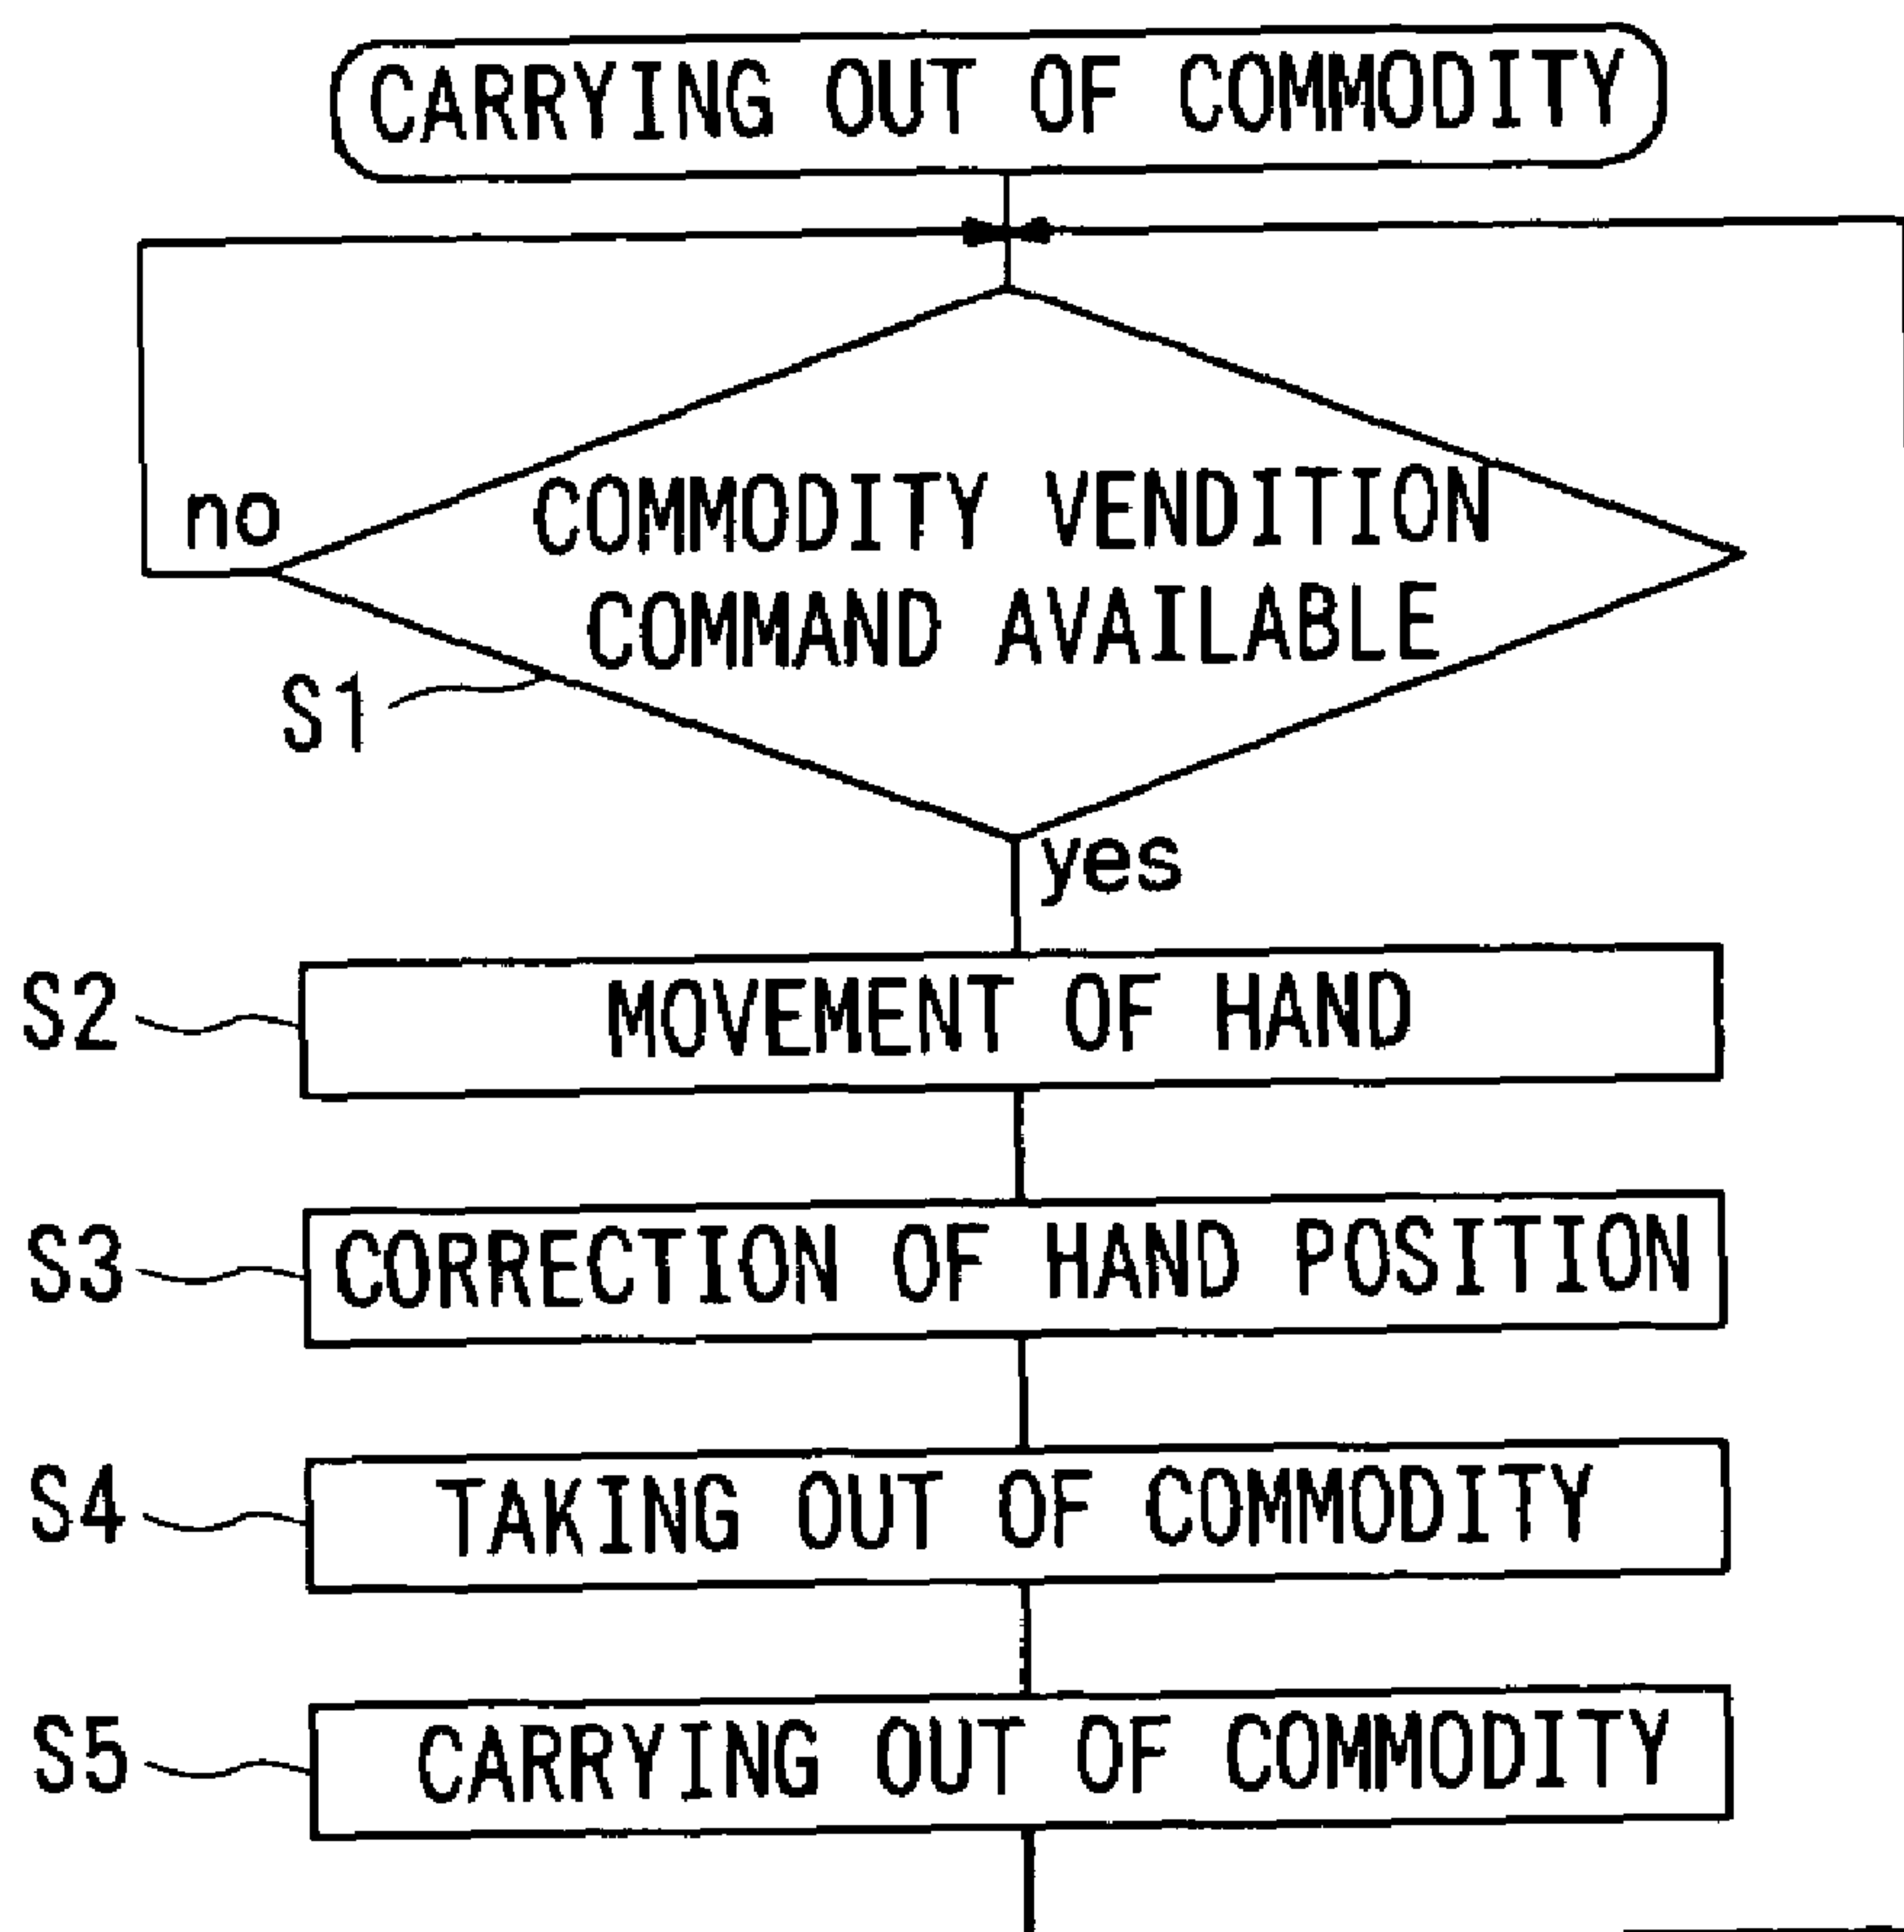 CARRYING OUT OF COMMODITY
no
COMMODITY VENDITION
COMMAND AVAILABLE
S1
yes
S2
MOVEMENT OF HAND
S3
CORRECTION OF HAND POSITION
S4
TAKING OUT OF COMMODITY
S5
CARRYING OUT OF COMMODITY